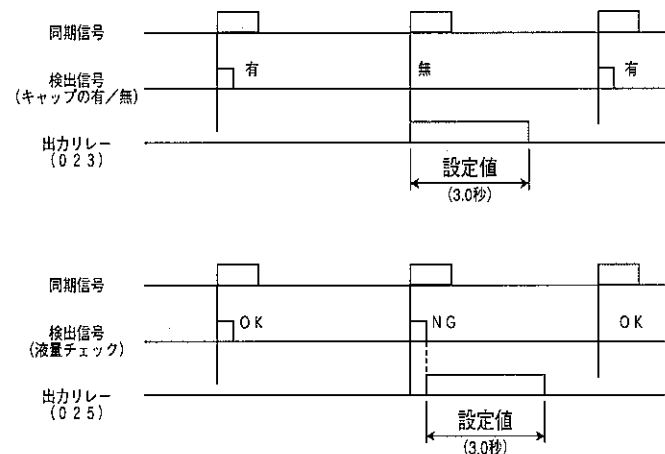 同期信号
検出信号 有 無 有
(キャップの有/無)
出力リレー
(023)
設定値
(3.0秒)
同期信号
検出信号 OK NG OK
(液量チェック)
出力リレー
(025)
設定値
(3.0秒)